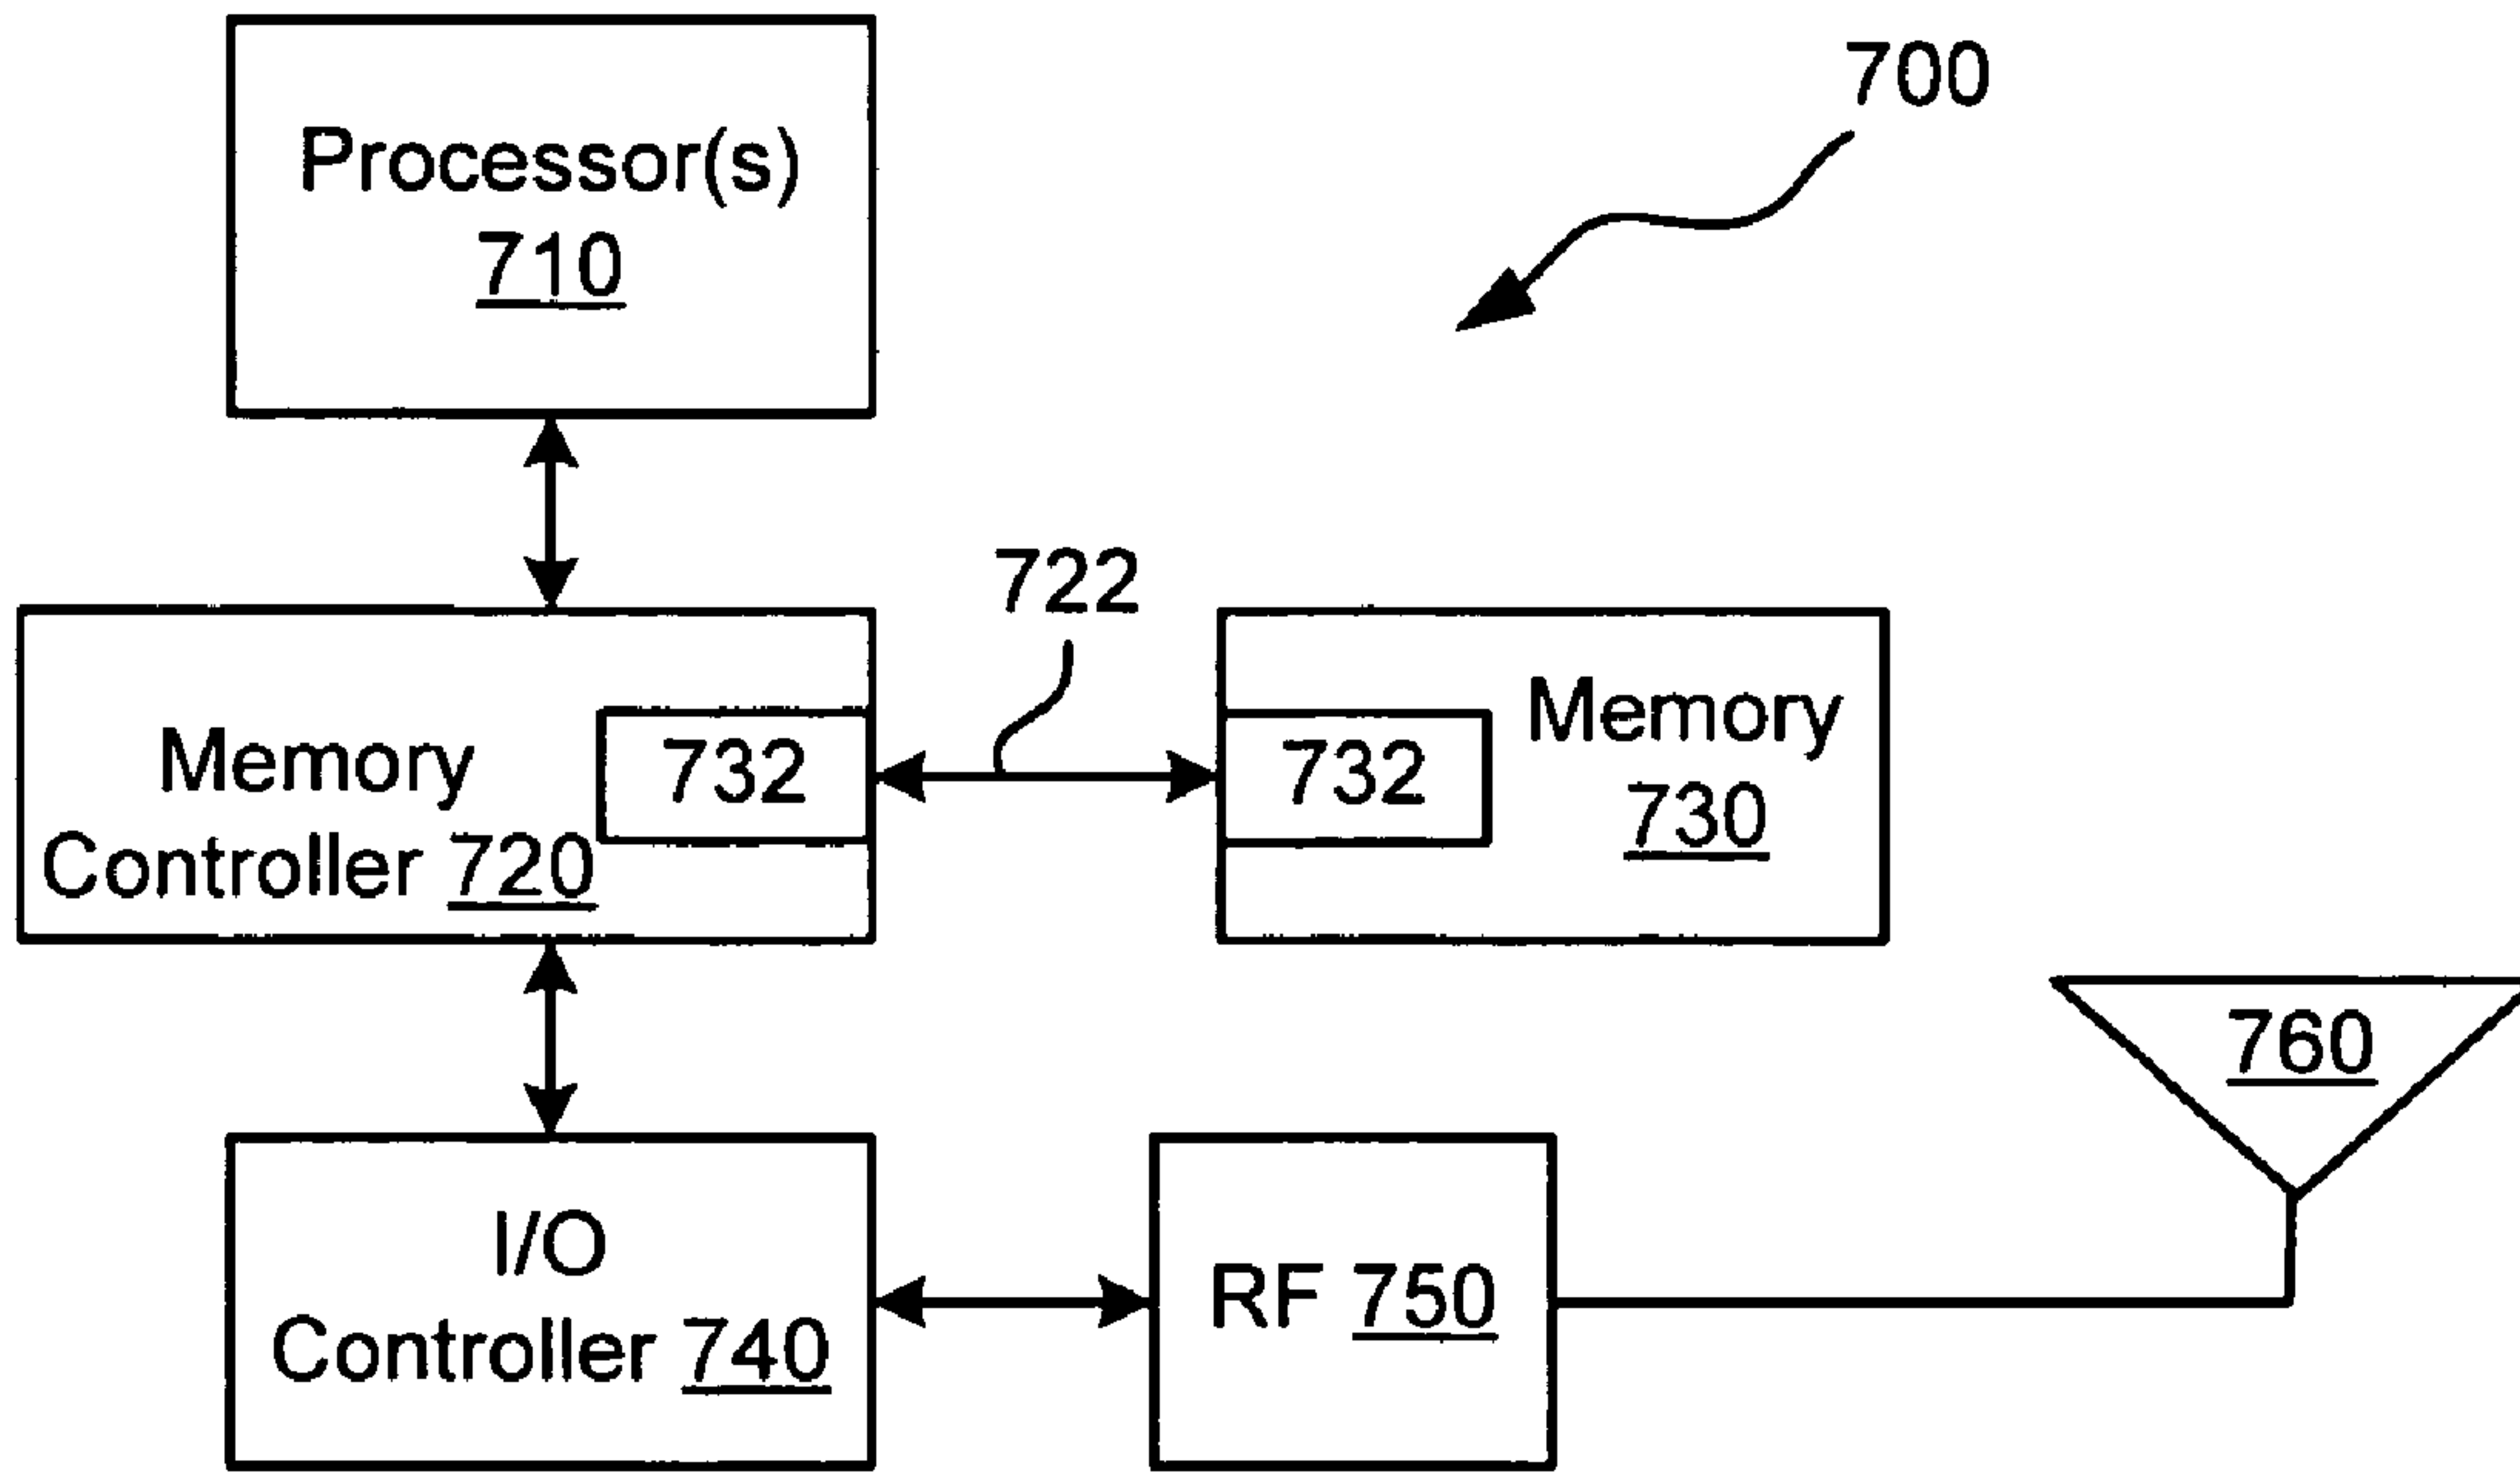 Processor(s)
710
700
722
Memory
Controller 720
732
732
Memory
730
760
I/O
Controller 740
RF 750